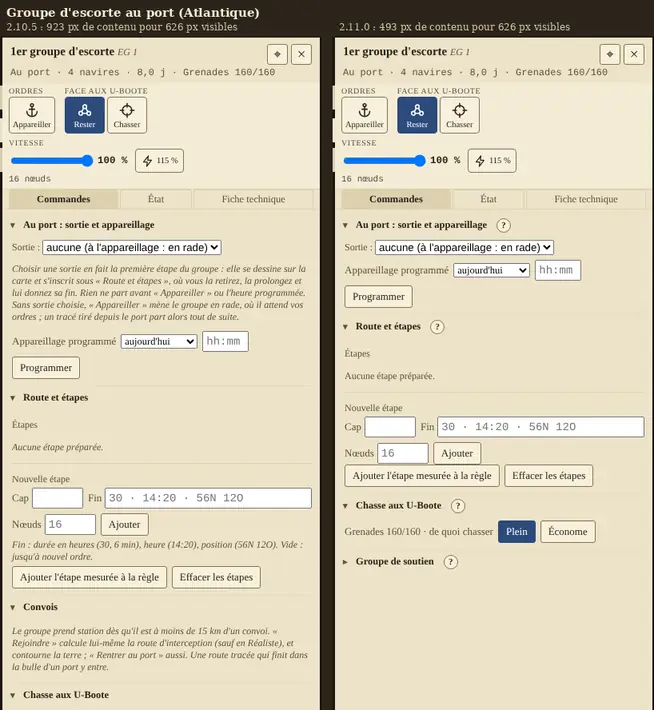 Groupe d'escorte au port (Atlantique)
2.10.5 : 923 px de contenu pour 626 px visibles
1er groupe d'escorte EG 1
Au port · 4 navires · 8,0 j · Grenades 160/160
ORDRES
FACE AUX U-BOOTE
Appareiller
Rester
Chasser
VITESSE
100 %
115 %
16 nœuds
Commandes
État
Fiche technique
▼ Au port : sortie et appareillage
Sortie : aucune (à l'appareillage : en rade)
Choisir une sortie en fait la première étape du groupe : elle se dessine sur la
carte et s'inscrit sous « Route et étapes », où vous la retirez, la prolongez et
lui donnez sa fin. Rien ne part avant « Appareiller » ou l'heure programmée.
Sans sortie choisie, « Appareiller » mène le groupe en rade, où il attend vos
ordres ; un tracé tiré depuis le port part alors tout de suite.
Appareillage programmé aujourd'hui hh:mm
Programmer
▼ Route et étapes
Étapes
Aucune étape préparée.
Nouvelle étape
Cap Fin 30 · 14:20 · 56N 12O
Nœuds 16 Ajouter
Fin : durée en heures (30, 6 min), heure (14:20), position (56N 12O). Vide :
jusqu'à nouvel ordre.
Ajouter l'étape mesurée à la règle Effacer les étapes
▼ Convois
Le groupe prend station dès qu'il est à moins de 15 km d'un convoi. «
Rejoindre » calcule lui-même la route d'interception (sauf en Réaliste), et
contourne la terre ; « Rentrer au port » aussi. Une route tracée qui finit dans
la bulle d'un port y entre.
▼ Chasse aux U-Boote
2.11.0 : 493 px de contenu pour 626 px visibles
1er groupe d'escorte EG 1
Au port · 4 navires · 8,0 j · Grenades 160/160
ORDRES
FACE AUX U-BOOTE
Appareiller
Rester
Chasser
VITESSE
100 %
115 %
16 nœuds
Commandes
État
Fiche technique
▼ Au port : sortie et appareillage ?
Sortie : aucune (à l'appareillage : en rade)
Appareillage programmé aujourd'hui hh:mm
Programmer
▼ Route et étapes ?
Étapes
Aucune étape préparée.
Nouvelle étape
Cap Fin 30 · 14:20 · 56N 12O
Nœuds 16 Ajouter
Ajouter l'étape mesurée à la règle Effacer les étapes
▼ Chasse aux U-Boote ?
Grenades 160/160 · de quoi chasser Plein Économe
► Groupe de soutien ?